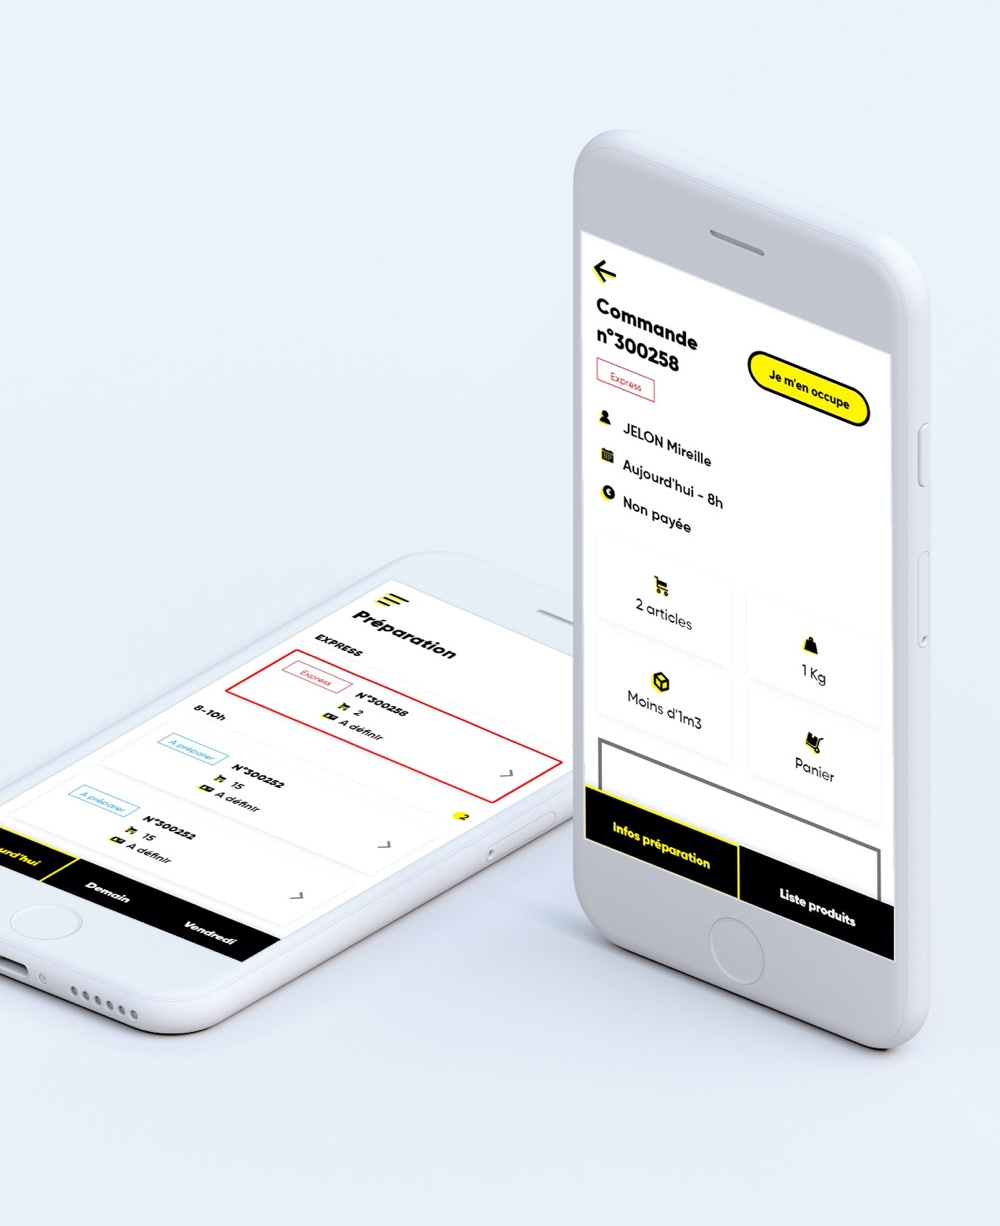 Commande
n°300258
Je m'en occupe
Express
JELON Mireille
Aujourd'hui - 8h
Non payée
2 articles
1 Kg
Moins d'1m3
Panier
Infos préparation
Liste produits
Préparation
EXPRESS
Express
N°300258
2
A définir
8-10h
2
A préparer
N°300252
15
A définir
A préparer
N°300252
15
A définir
urd'hui
Demain
Vendredi